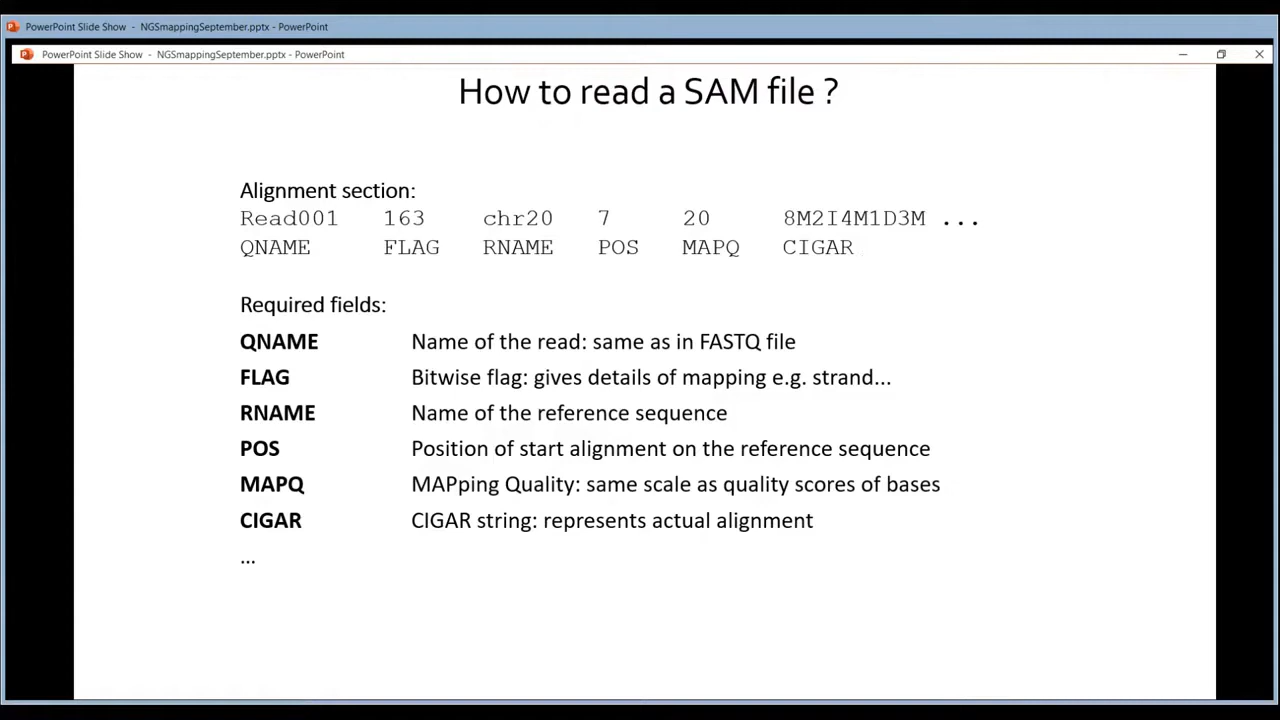 PowerPoint Slide Show - NGSmappingSeptember.pptx - PowerPoint
PowerPoint Slide Show - NGSmappingSeptember.pptx - PowerPoint
How to read a SAM file ?
Alignment section:
Read001 163 chr20 7 20 8M2I4M1D3M ...
QNAME FLAG RNAME POS MAPQ CIGAR
Required fields:
QNAME Name of the read: same as in FASTQ file
FLAG Bitwise flag: gives details of mapping e.g. strand...
RNAME Name of the reference sequence
POS Position of start alignment on the reference sequence
MAPQ MAPping Quality: same scale as quality scores of bases
CIGAR CIGAR string: represents actual alignment
...